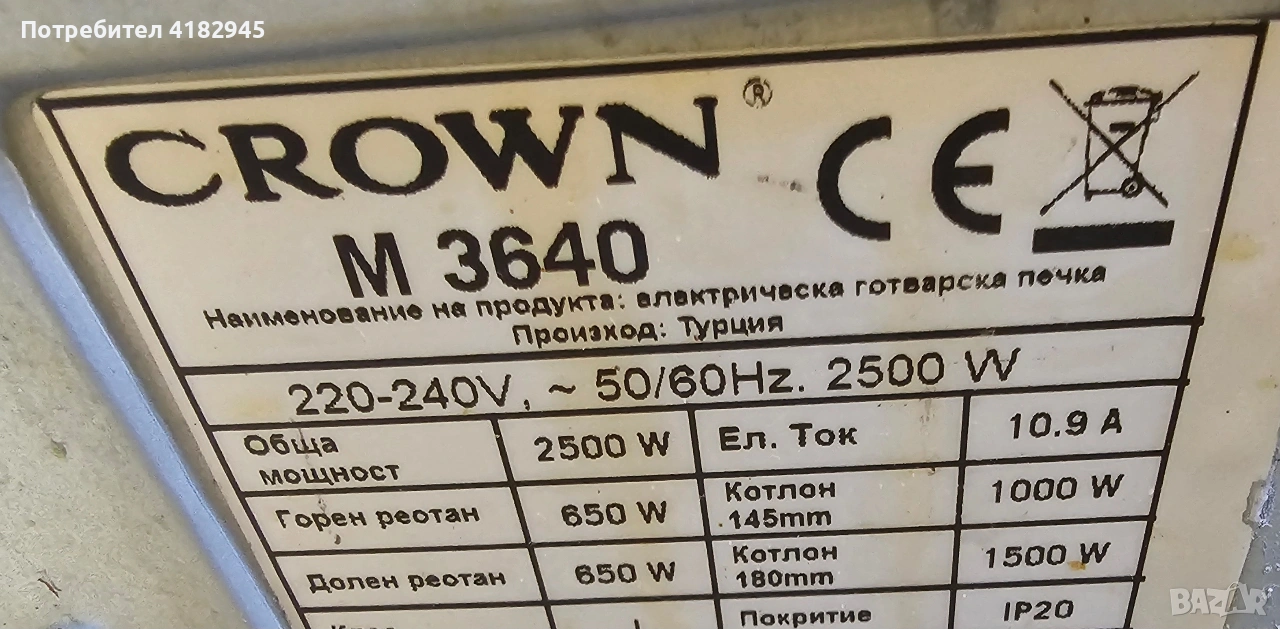 Потребител 4182945
CROWN®
CE
M 3640
Наименование на продукта: електрическа готварска печка
Произход: Турция
220-240V, ~ 50/60Hz. 2500 W
Обща мощност 2500 W Ел. Ток 10.9 A
Горен реотан 650 W Котлон 145mm 1000 W
Долен реотан 650 W Котлон 180mm 1500 W
Покритие IP20
BAZAR